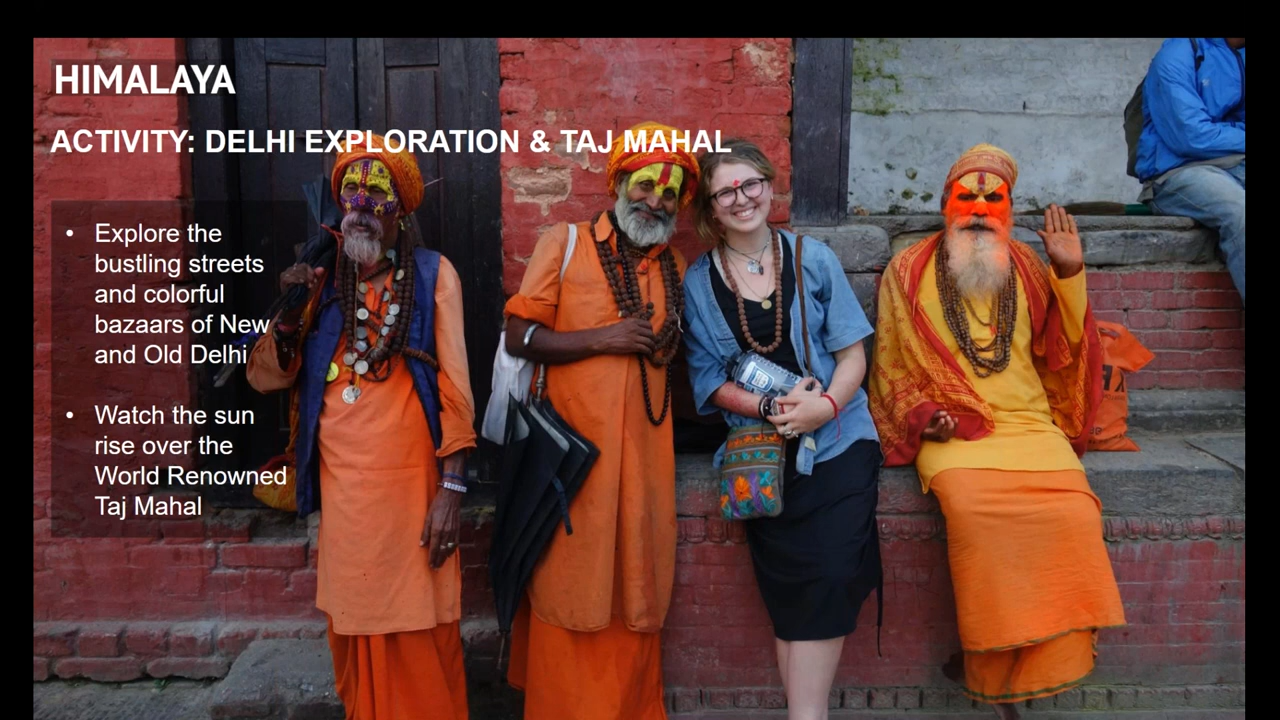 HIMALAYA
ACTIVITY: DELHI EXPLORATION & TAJ MAHAL
• Explore the
bustling streets
and colorful
bazaars of New
and Old Delhi
• Watch the sun
rise over the
World Renowned
Taj Mahal